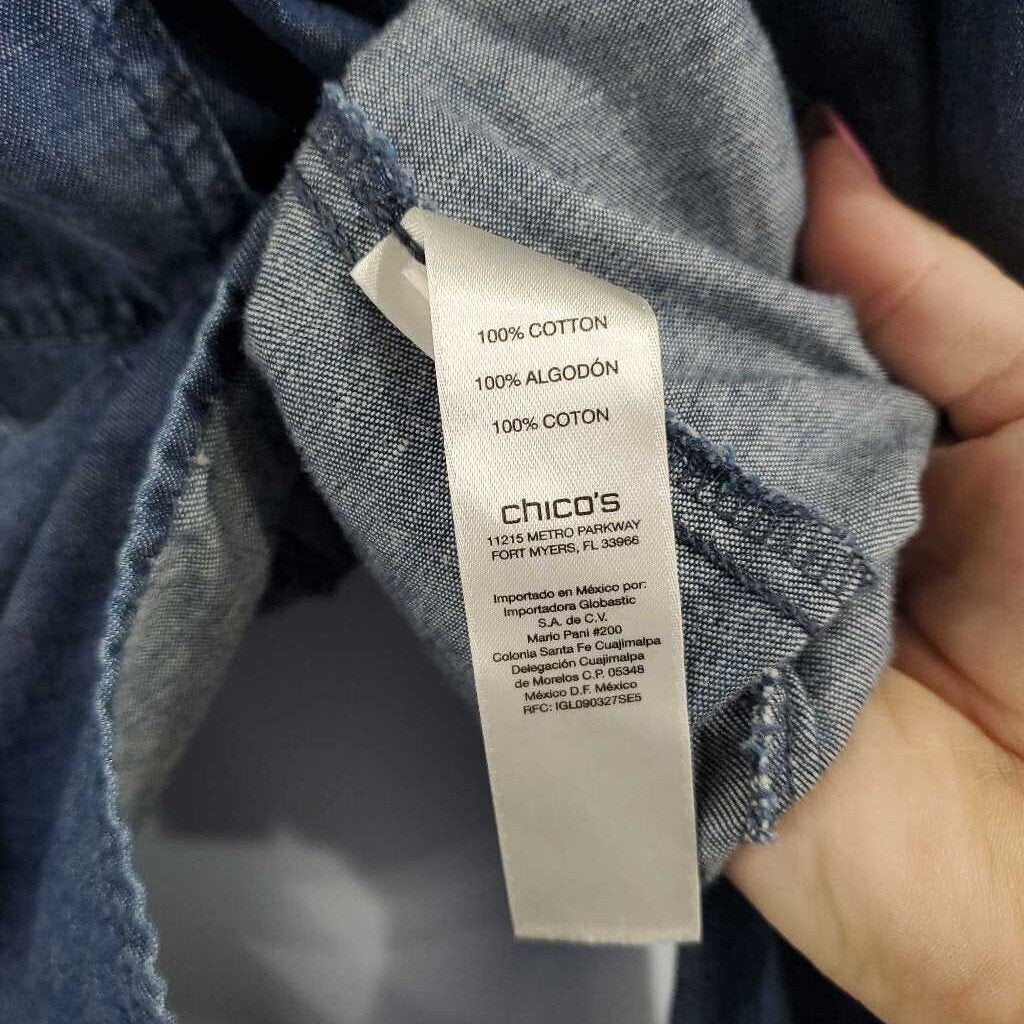 100% COTTON
100% ALGODÓN
100% COTON
chico's
11215 METRO PARKWAY
FORT MYERS, FL 33966
Importado en México por:
Importadora Globastic
S.A. de C.V.
Mario Pani #200
Colonia Santa Fe Cuajimalpa
Delegación Cuajimalpa
de Morelos C.P. 05348
México D.F. México
RFC: IGL090327SE5